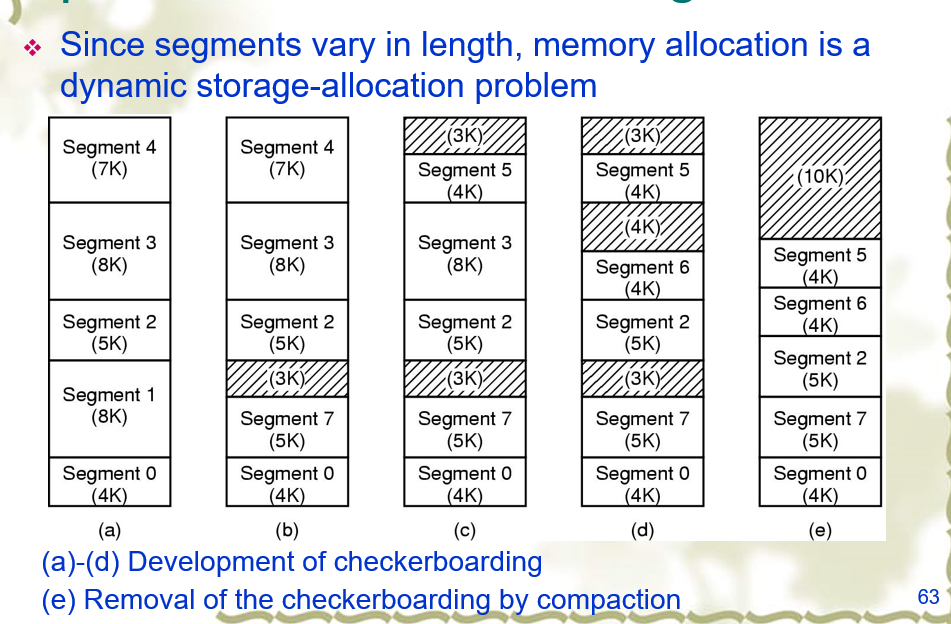 Since segments vary in length, memory allocation is a
dynamic storage-allocation problem
Segment 4
(7K)
Segment 3
(8K)
Segment 2
(5K)
Segment 1
(8K)
Segment 0
(4K)
(a)
Segment 4
(7K)
Segment 3
(8K)
Segment 2
(5K)
(3K)
Segment 7
(5K)
Segment 0
(4K)
(b)
(3K)
Segment 5
(4K)
Segment 3
(8K)
Segment 2
(5K)
(3K)
Segment 7
(5K)
Segment 0
(4K)
(c)
(3K)
Segment 5
(4K)
(4K)
Segment 6
(4K)
Segment 2
(5K)
(3K)
Segment 7
(5K)
Segment 0
(4K)
(d)
(10K)
Segment 5
(4K)
Segment 6
(4K)
Segment 2
(5K)
Segment 7
(5K)
Segment 0
(4K)
(e)
(a)-(d) Development of checkerboarding
(e) Removal of the checkerboarding by compaction
63